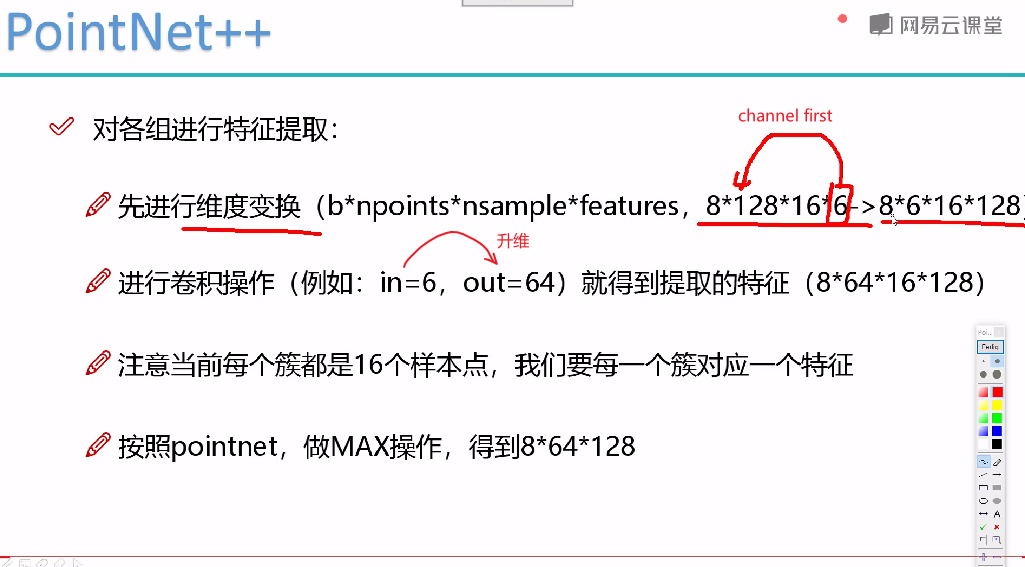 PointNet++
网易云课堂
对各组进行特征提取：
channel first
先进行维度变换（b*npoints*nsample*features，8*128*16*6->8*6*16*128）
升维
进行卷积操作（例如：in=6，out=64）就得到提取的特征（8*64*16*128）
注意当前每个簇都是16个样本点，我们要每一个簇对应一个特征
按照pointnet，做MAX操作，得到8*64*128
Poi...
A